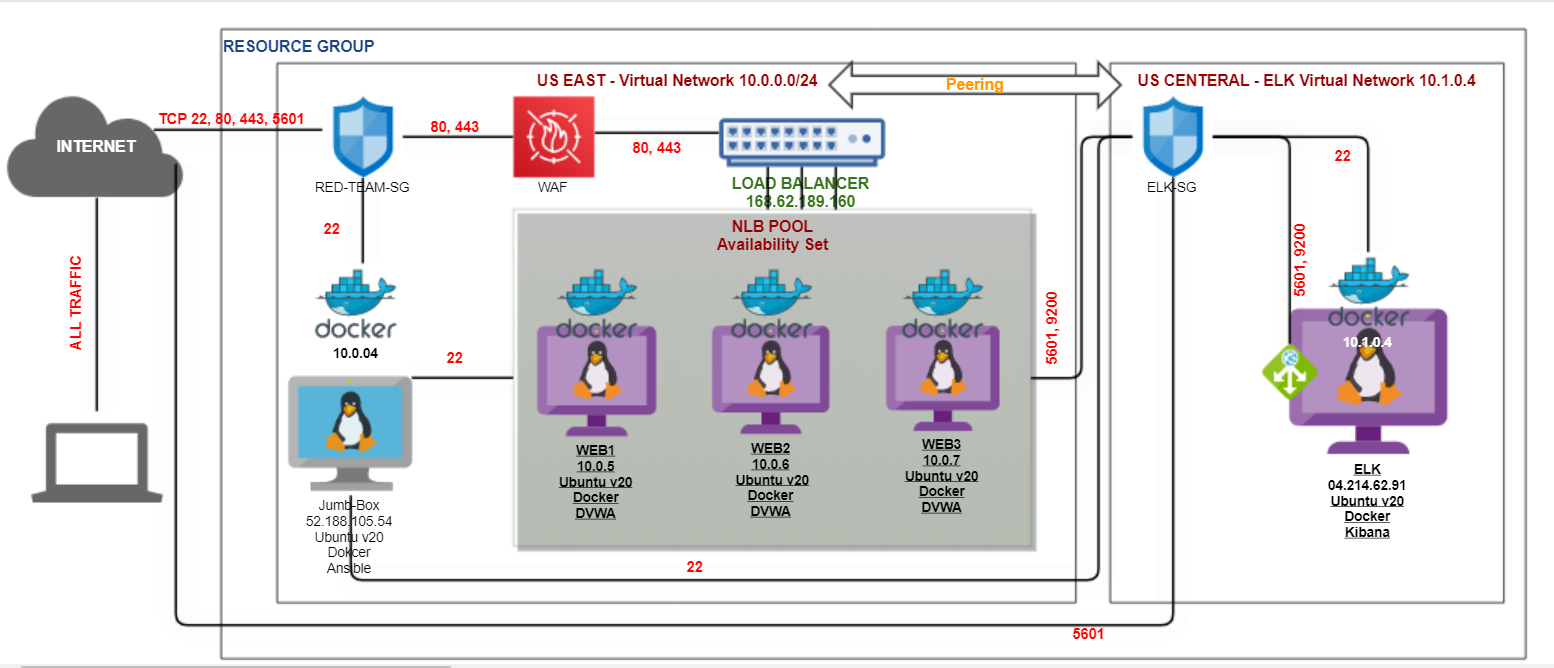 RESOURCE GROUP
US EAST - Virtual Network 10.0.0.0/24
Peering
US CENTERAL - ELK Virtual Network 10.1.0.4
INTERNET
TCP 22, 80, 443, 5601
80, 443
80, 443
22
RED-TEAM-SG
WAF
LOAD BALANCER
168.62.189.160
ELK-SG
22
NLB POOL
Availability Set
ALL TRAFFIC
5601, 9200
5601, 9200
docker
10.0.04
docker
docker
docker
docker
10.1.0.4
22
WEB1
10.0.5
Ubuntu v20
Docker
DVWA
WEB2
10.0.6
Ubuntu v20
Docker
DVWA
WEB3
10.0.7
Ubuntu v20
Docker
DVWA
ELK
04.214.62.91
Ubuntu v20
Docker
Kibana
Jumb-Box
52.188.105.54
Ubuntu v20
Dokcer
Ansible
22
5601